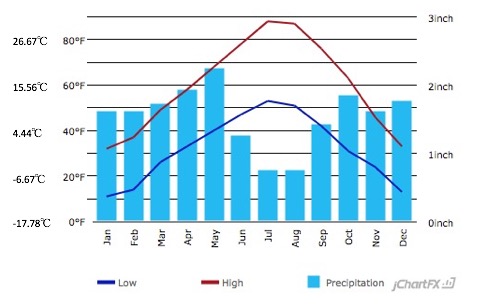 3inch
26.67℃ 80°F
15.56℃ 60°F 2inch
4.44℃ 40°F
1inch
-6.67℃ 20°F
-17.78℃ 0°F 0inch
Jan Feb Mar Apr May Jun Jul Aug Sep Oct Nov Dec
Low High Precipitation jChartFX